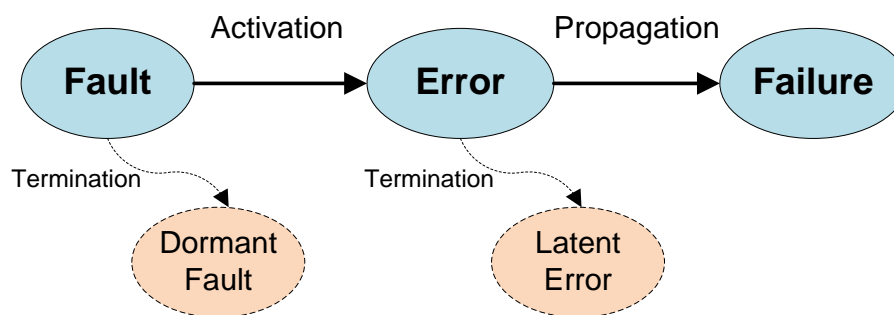 Activation
Propagation
Fault
Error
Failure
Termination
Termination
Dormant
Fault
Latent
Error